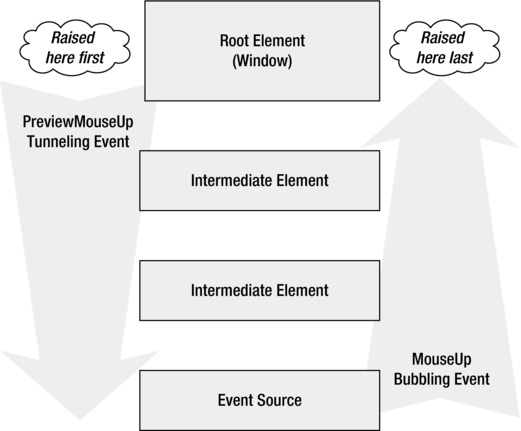 Raised
here first
Root Element
(Window)
Raised
here last
PreviewMouseUp
Tunneling Event
Intermediate Element
Intermediate Element
MouseUp
Bubbling Event
Event Source